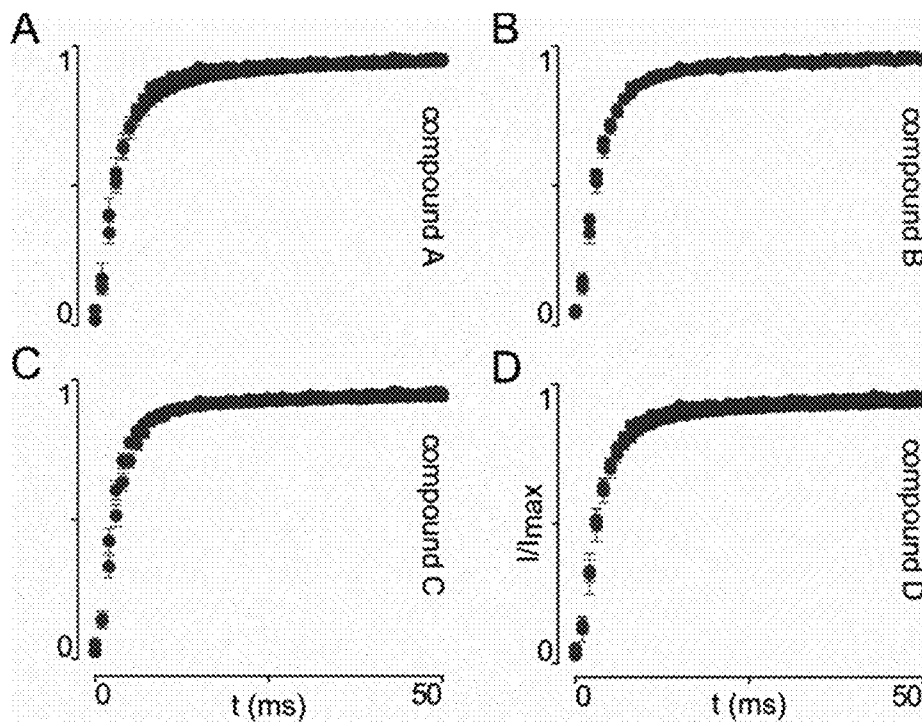 A
1
0
compound A
B
1
0
compound B
C
1
0
compound C
0
50
t (ms)
D
1
0
I/Imax
compound D
0
50
t (ms)